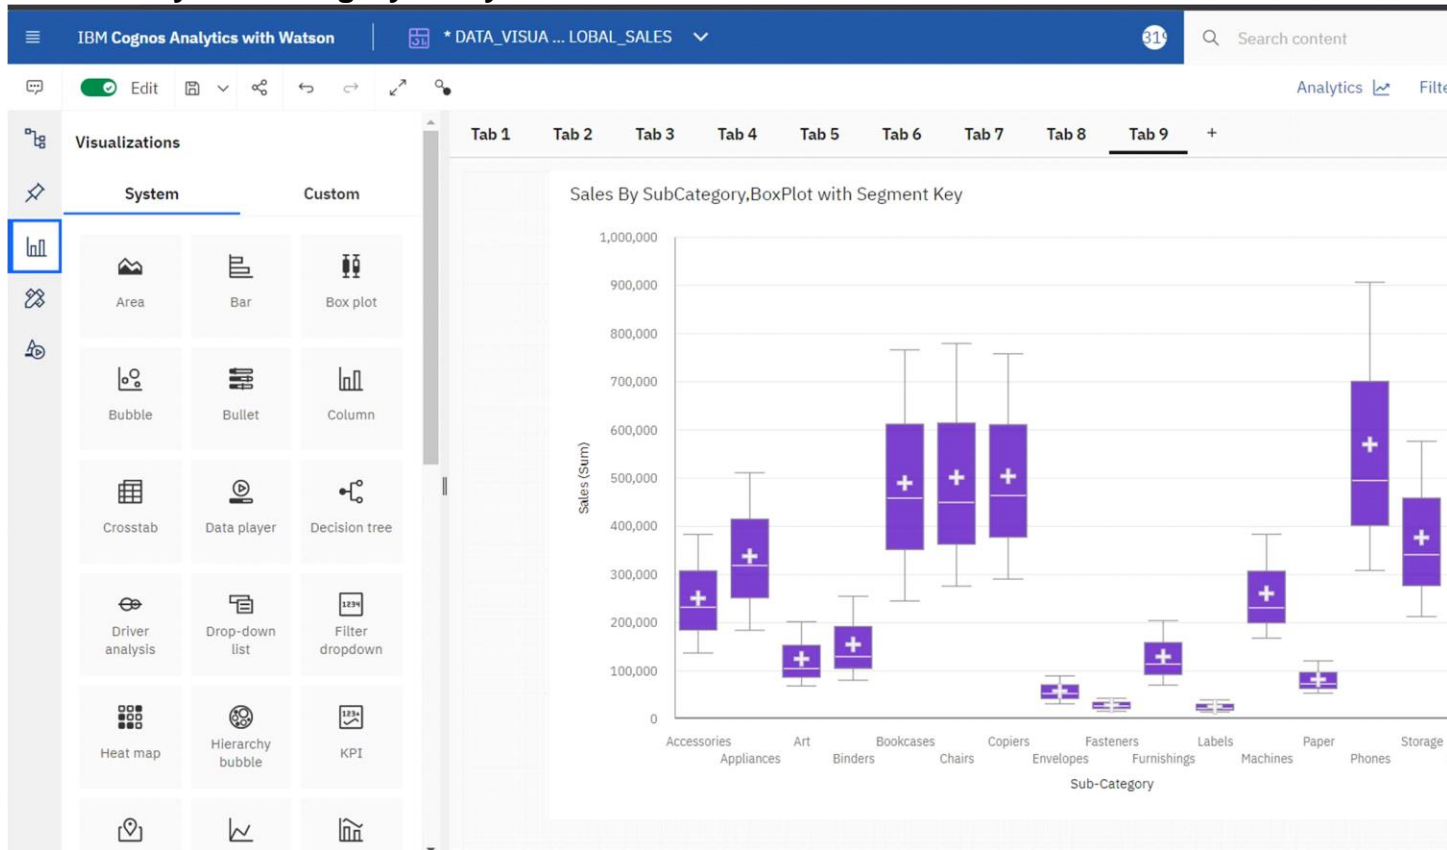 IBM Cognos Analytics with Watson
* DATA_VISUA ... LOBAL_SALES
Search content
Edit
Analytics
Filte
Visualizations
System
Custom
Area
Bar
Box plot
Bubble
Bullet
Column
Crosstab
Data player
Decision tree
Driver
analysis
Drop-down
list
Filter
dropdown
Heat map
Hierarchy
bubble
KPI
Tab 1
Tab 2
Tab 3
Tab 4
Tab 5
Tab 6
Tab 7
Tab 8
Tab 9
+
Sales By SubCategory,BoxPlot with Segment Key
1,000,000
900,000
800,000
700,000
600,000
500,000
400,000
300,000
200,000
100,000
0
Sales (Sum)
Accessories
Appliances
Art
Binders
Bookcases
Chairs
Copiers
Envelopes
Fasteners
Furnishings
Labels
Machines
Paper
Phones
Storage
Sub-Category